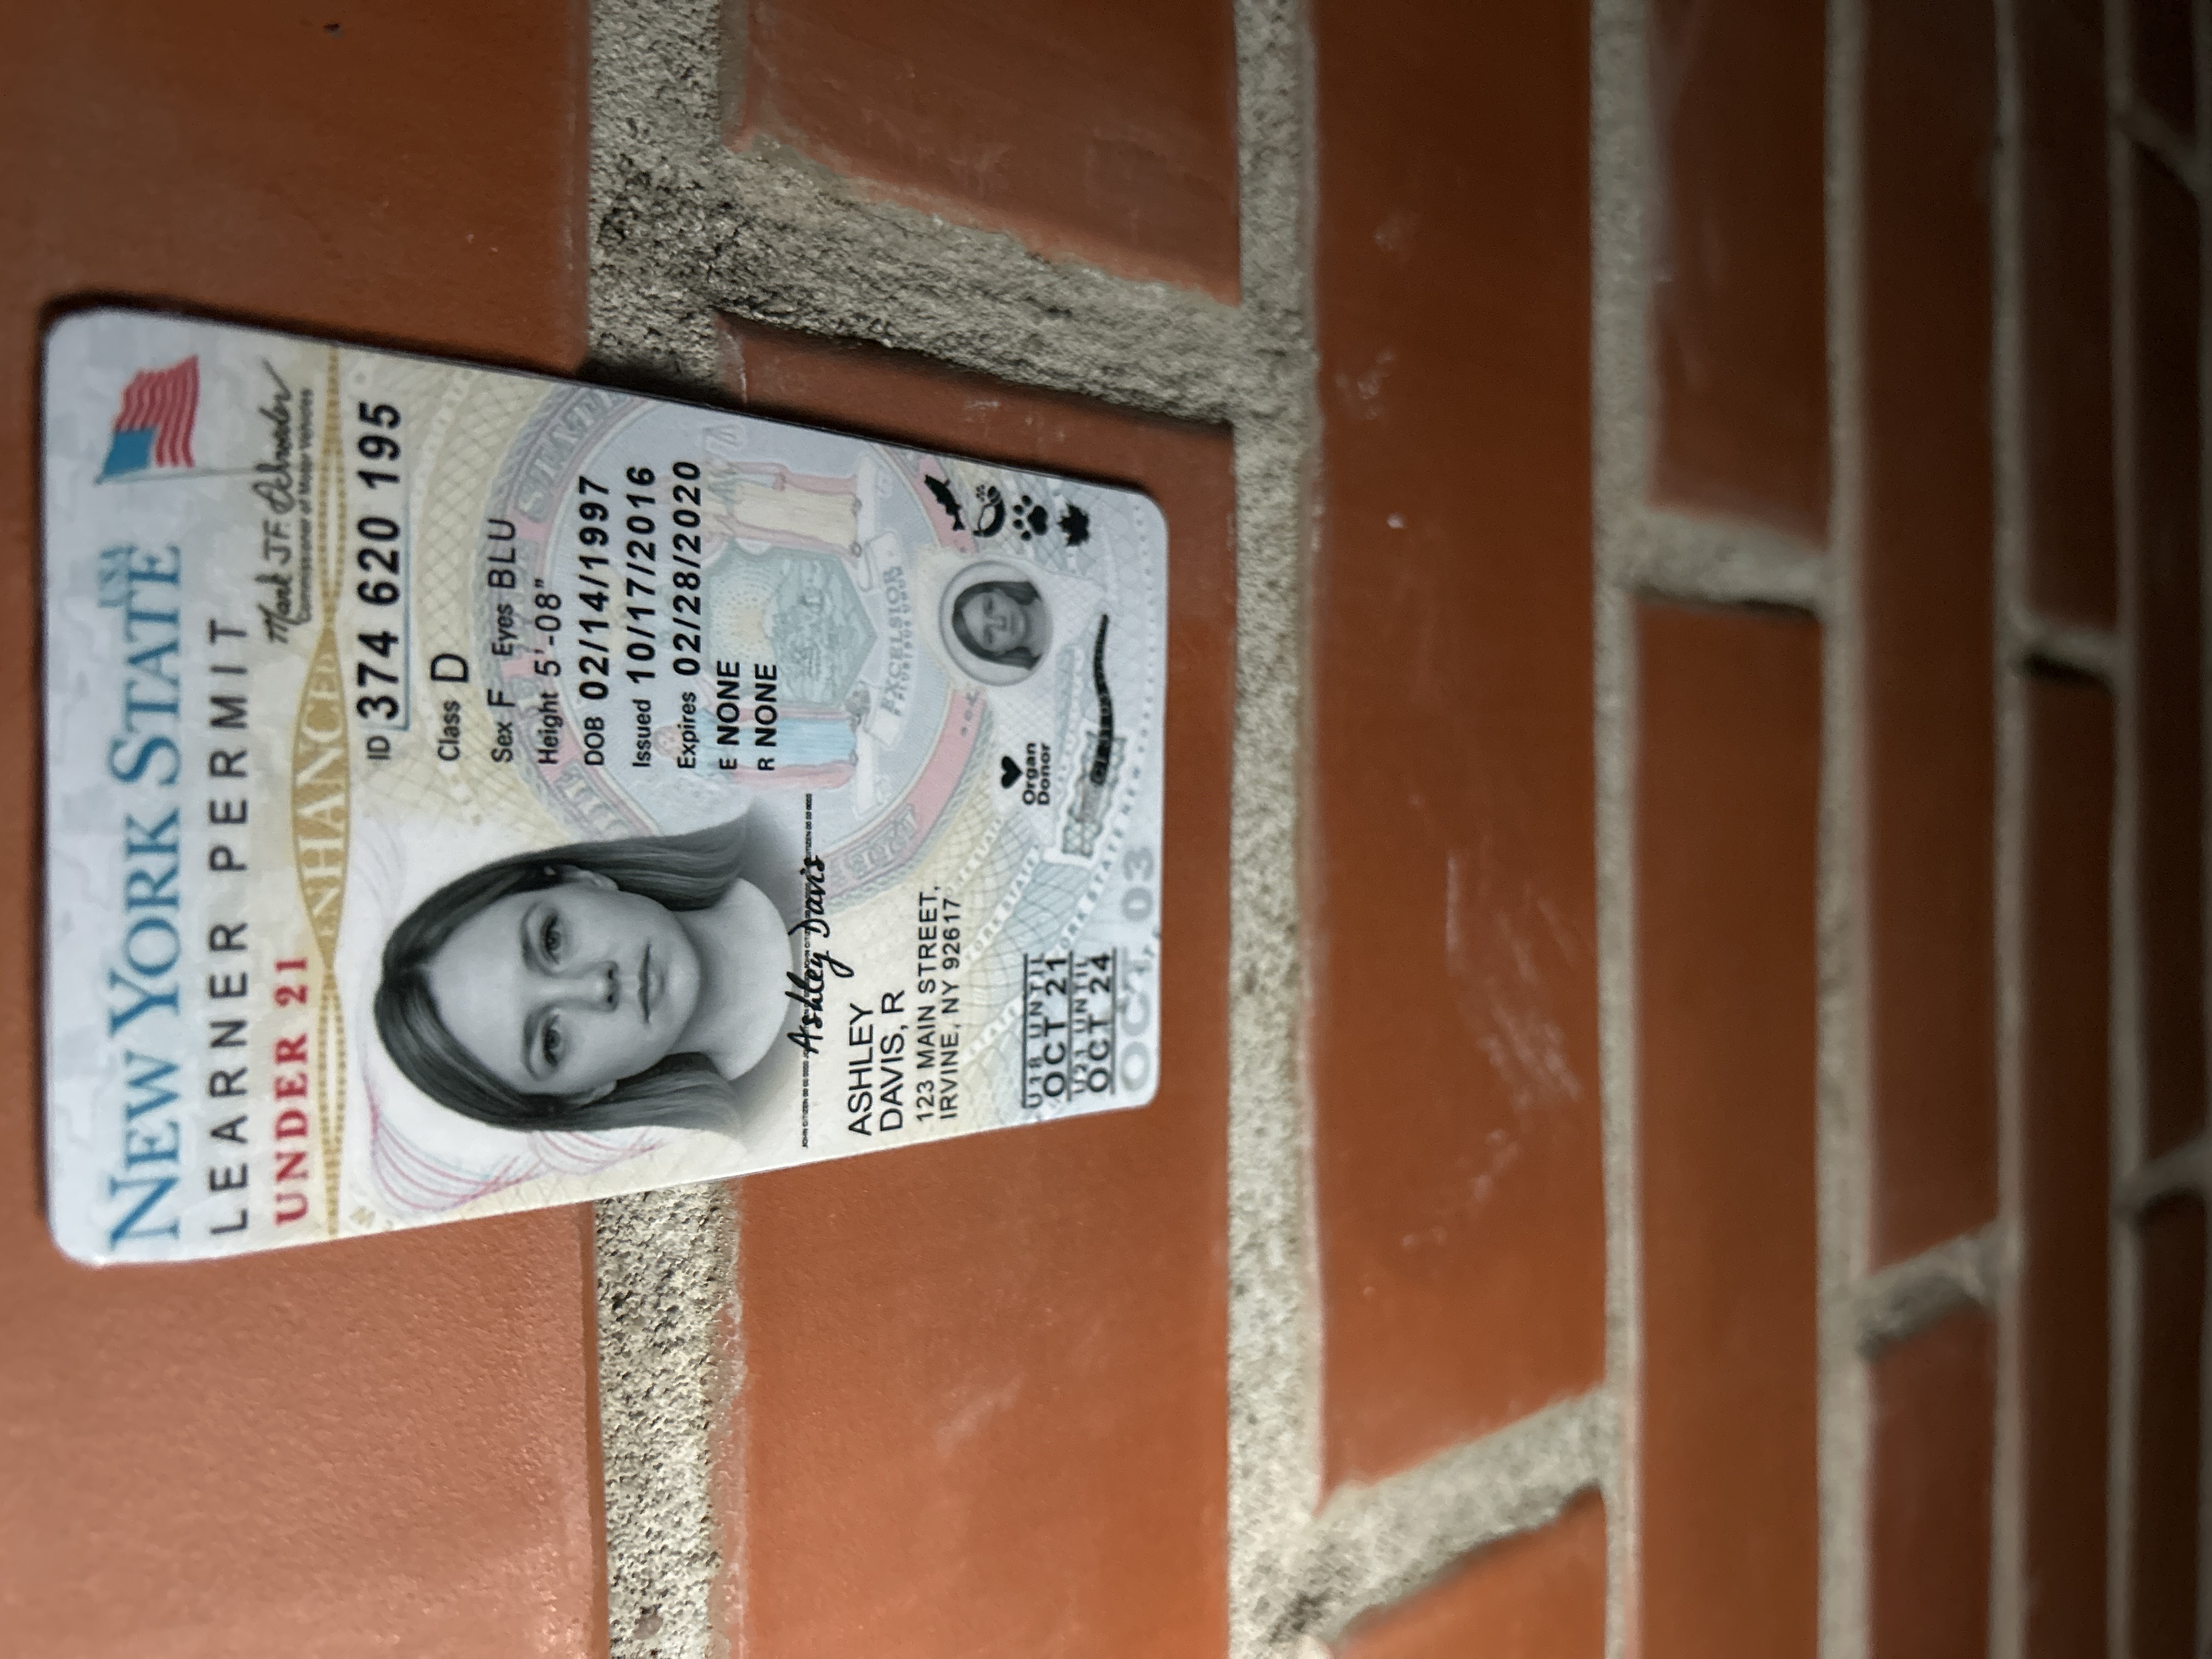 NEW YORK STATE USA
LEARNER PERMIT
UNDER 21
Mark J.F. Schroeder
Commissioner of Motor Vehicles
ENHANCED
ID 374 620 195
Class D
Sex F Eyes BLU
Height 5'-08"
DOB 02/14/1997
Issued 10/17/2016
Expires 02/28/2020
E NONE
R NONE
Ashley Davis
ASHLEY
DAVIS, R
123 MAIN STREET,
IRVINE, NY 92617
EXCELSIOR
E PLURIBUS UNUM
Organ
Donor
U18 UNTIL
OCT 21
U21 UNTIL
OCT 24
OCT 03